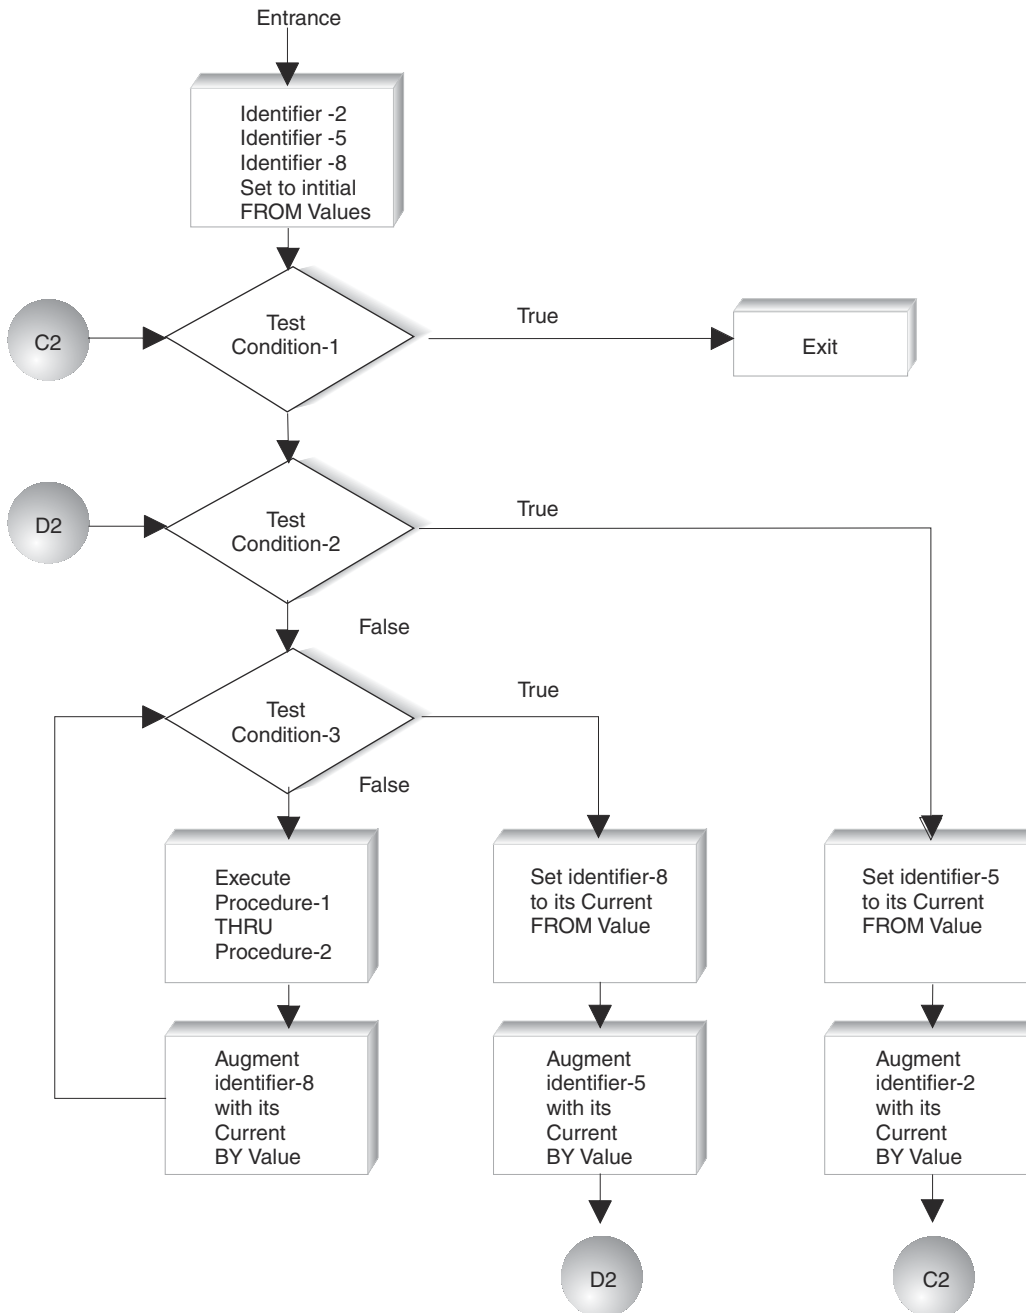 Entrance
Identifier -2
Identifier -5
Identifier -8
Set to intitial
FROM Values
C2
Test
Condition-1
True
Exit
D2
Test
Condition-2
True
False
Test
Condition-3
True
False
Execute
Procedure-1
THRU
Procedure-2
Set identifier-8
to its Current
FROM Value
Set identifier-5
to its Current
FROM Value
Augment
identifier-8
with its
Current
BY Value
Augment
identifier-5
with its
Current
BY Value
Augment
identifier-2
with its
Current
BY Value
D2
C2